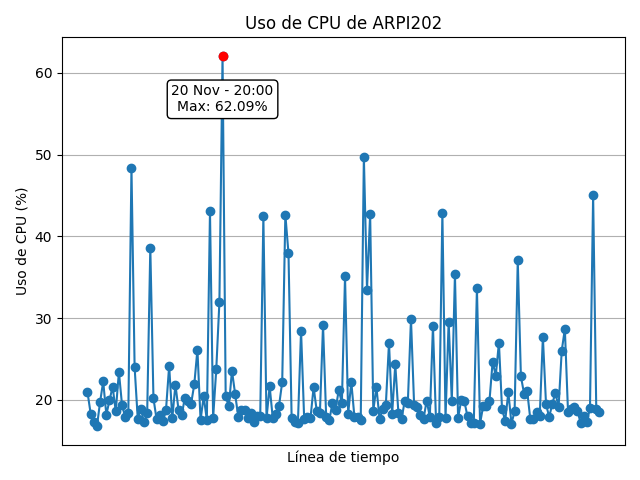 Uso de CPU de ARPI202
60
20 Nov - 20:00
Max: 62.09%
50
40
30
20
Uso de CPU (%)
Línea de tiempo